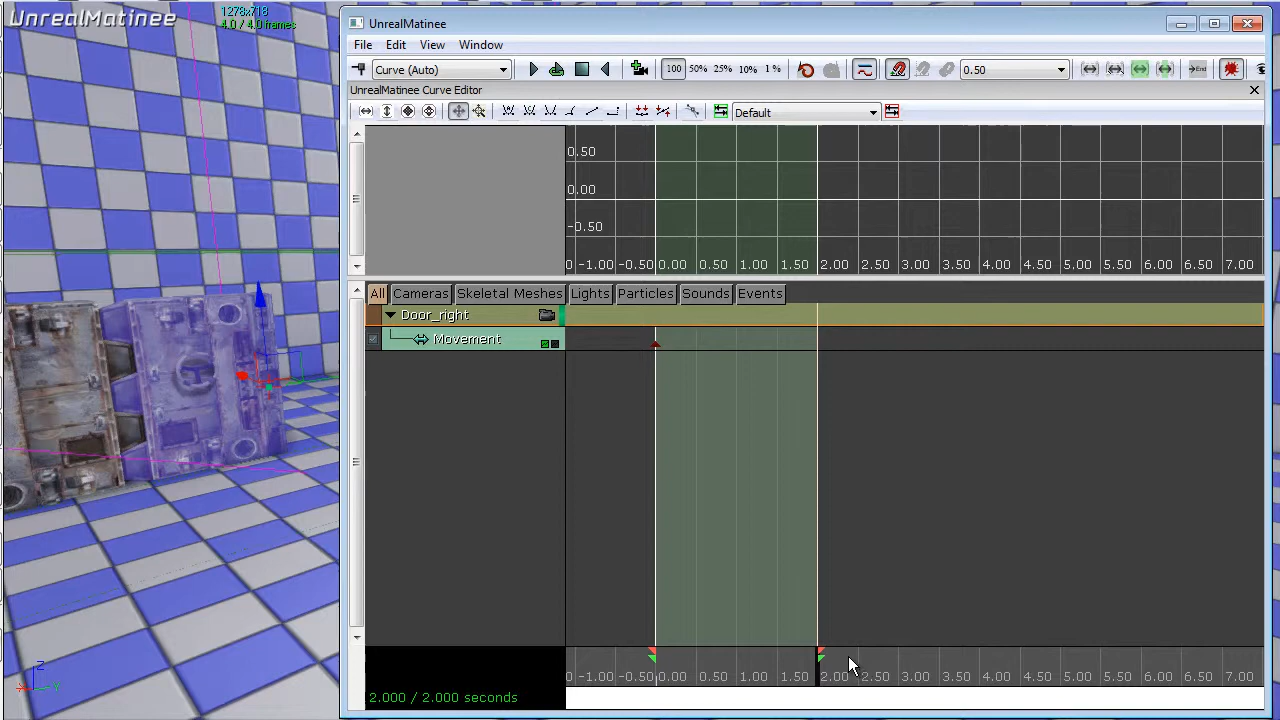 UnrealMatinee
1278x718
4.0 / 4.0 frames
UnrealMatinee
File Edit View Window
Curve (Auto) 100 50% 25% 10% 1 % 0.50
UnrealMatinee Curve Editor
Default
0.50
0.00
-0.50
0 -1.00 -0.50 0.00 0.50 1.00 1.50 2.00 2.50 3.00 3.50 4.00 4.50 5.00 5.50 6.00 6.50 7.00
All Cameras Skeletal Meshes Lights Particles Sounds Events
Door_right
Movement
0 -1.00 -0.50 0.00 0.50 1.00 1.50 2.00 2.50 3.00 3.50 4.00 4.50 5.00 5.50 6.00 6.50 7.00
2.000 / 2.000 seconds
Z
Y